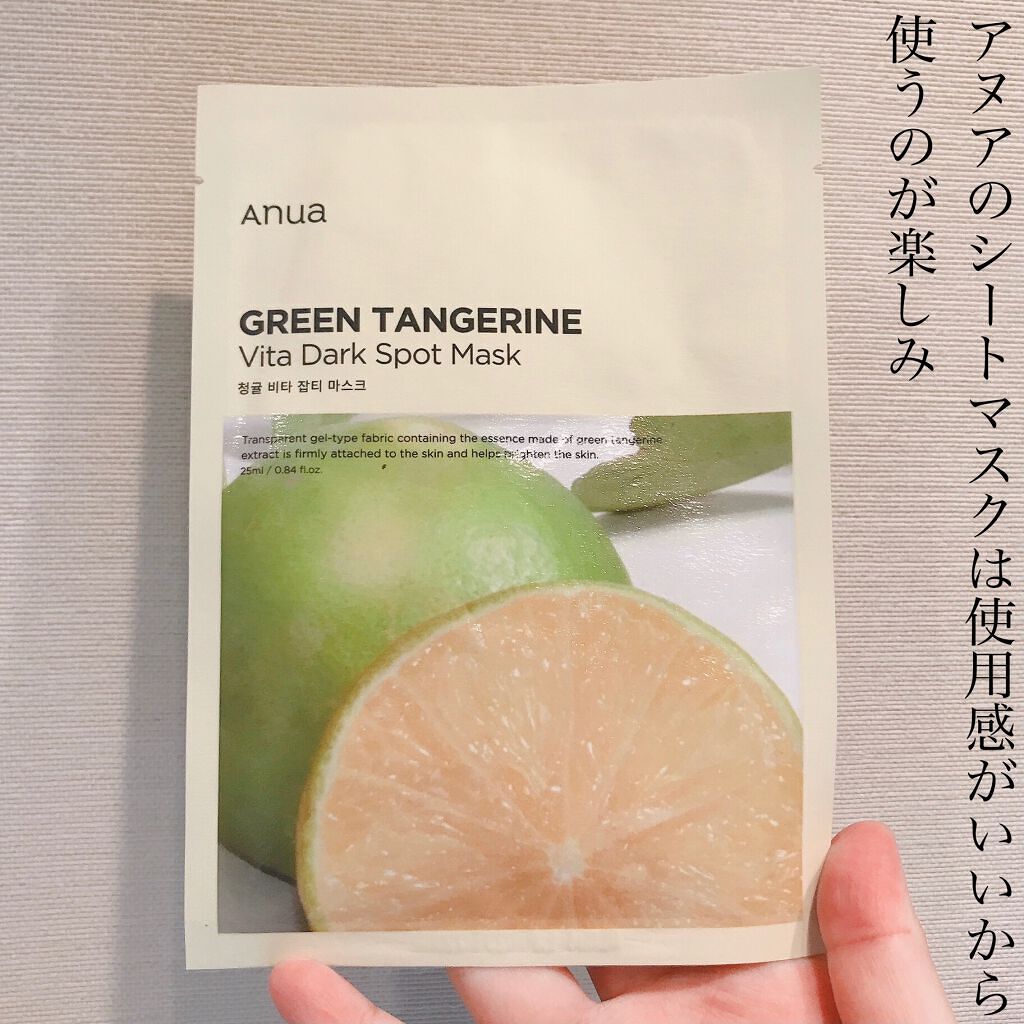 アヌアのシートマスクは使用感がいいから
使うのが楽しみ
Anua
GREEN TANGERINE
Vita Dark Spot Mask
청귤 비타 잡티 마스크
Transparent gel-type fabric containing the essence made of green tangerine
extract is firmly attached to the skin and helps brighten the skin.
25ml / 0.84 fl.oz.